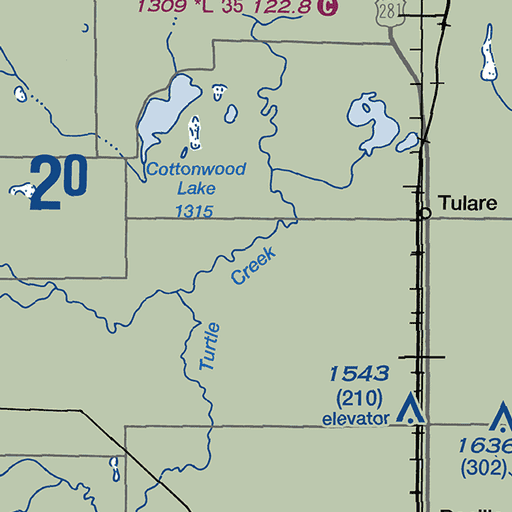 1309 *L 35 122.8 C
281
Cottonwood
Lake
1315
20
Tulare
Creek
Turtle
1543
(210)
elevator
1636
(302)